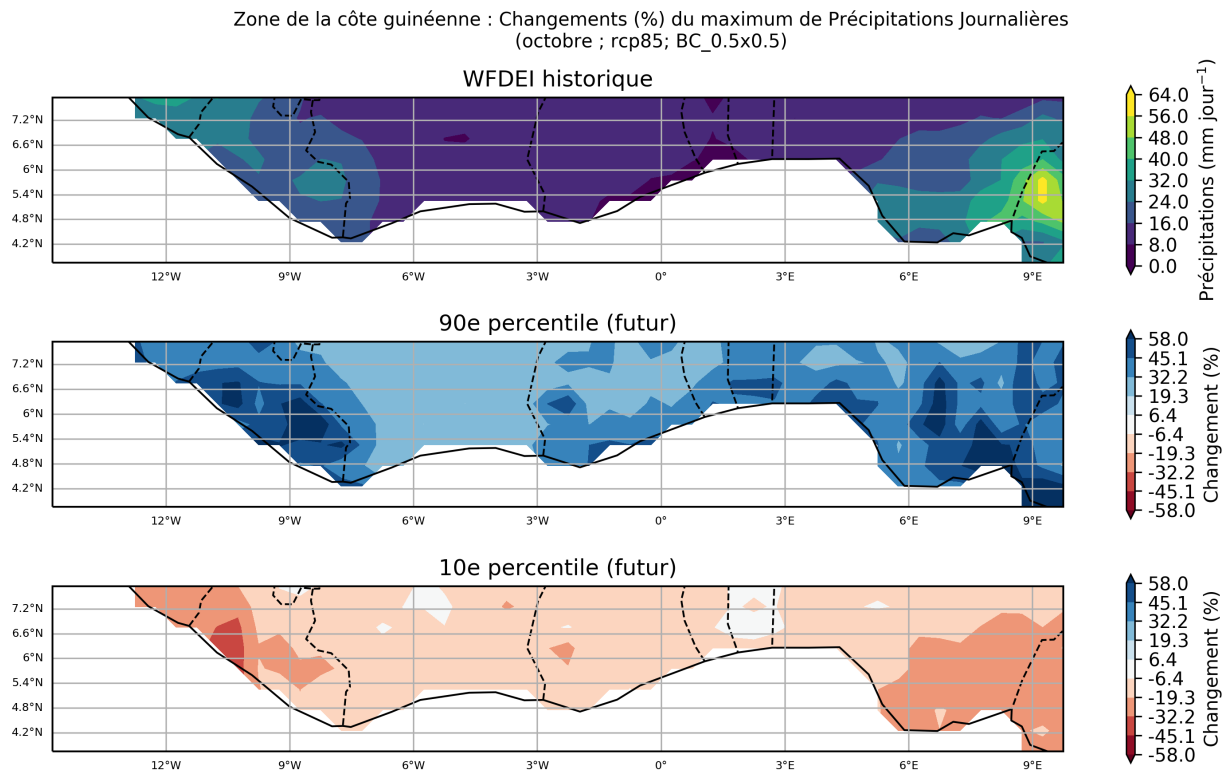 Zone de la côte guinéenne : Changements (%) du maximum de Précipitations Journalières
(octobre ; rcp85; BC_0.5x0.5)
WFDEI historique
7.2°N
6.6°N
6°N
5.4°N
4.8°N
4.2°N
12°W 9°W 6°W 3°W 0° 3°E 6°E 9°E
64.0
56.0
48.0
40.0
32.0
24.0
16.0
8.0
0.0
Précipitations (mm jour⁻¹)
90e percentile (futur)
7.2°N
6.6°N
6°N
5.4°N
4.8°N
4.2°N
12°W 9°W 6°W 3°W 0° 3°E 6°E 9°E
58.0
45.1
32.2
19.3
6.4
-6.4
-19.3
-32.2
-45.1
-58.0
Changement (%)
10e percentile (futur)
7.2°N
6.6°N
6°N
5.4°N
4.8°N
4.2°N
12°W 9°W 6°W 3°W 0° 3°E 6°E 9°E
58.0
45.1
32.2
19.3
6.4
-6.4
-19.3
-32.2
-45.1
-58.0
Changement (%)